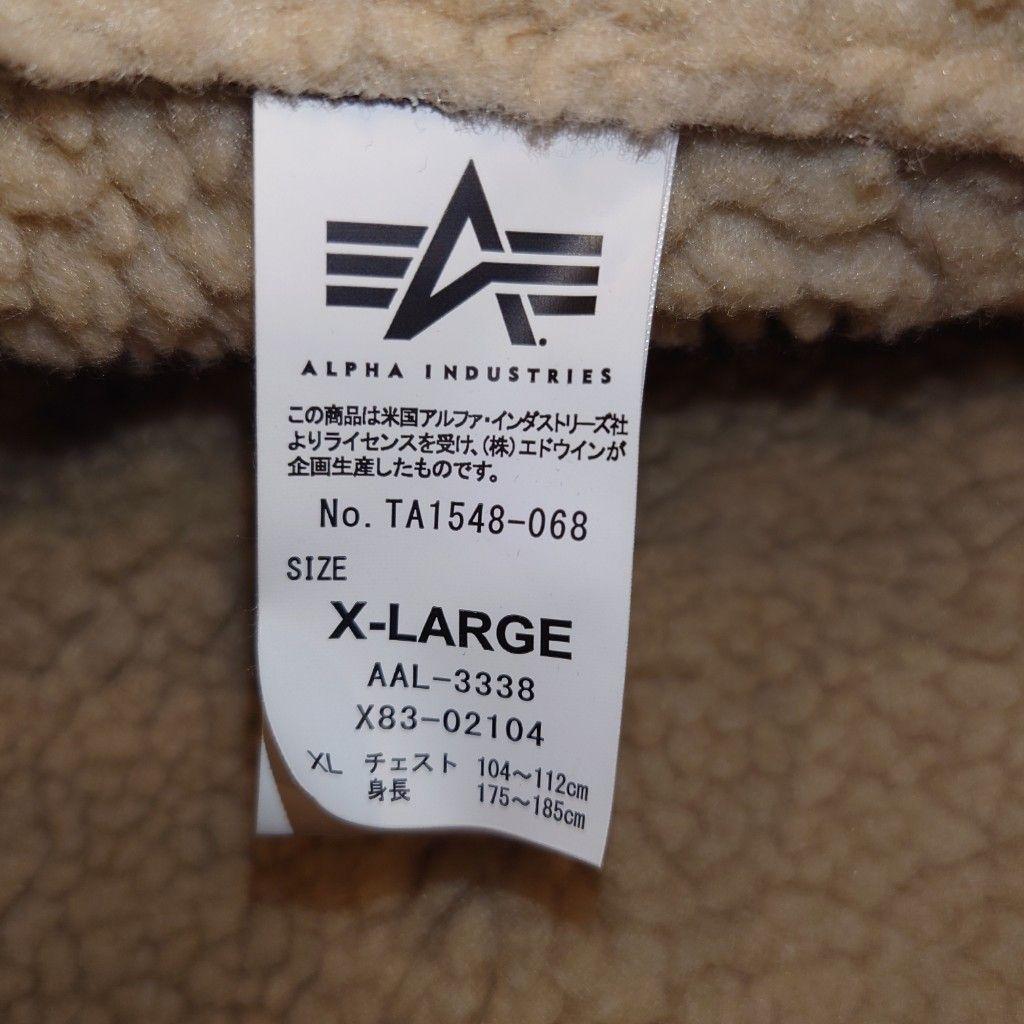 ALPHA INDUSTRIES
この商品は米国アルファ・インダストリーズ社
よりライセンスを受け、(株)エドウインが
企画生産したものです。
No. TA1548-068
SIZE
X-LARGE
AAL-3338
X83-02104
XL チェスト 104～112cm
身長 175～185cm